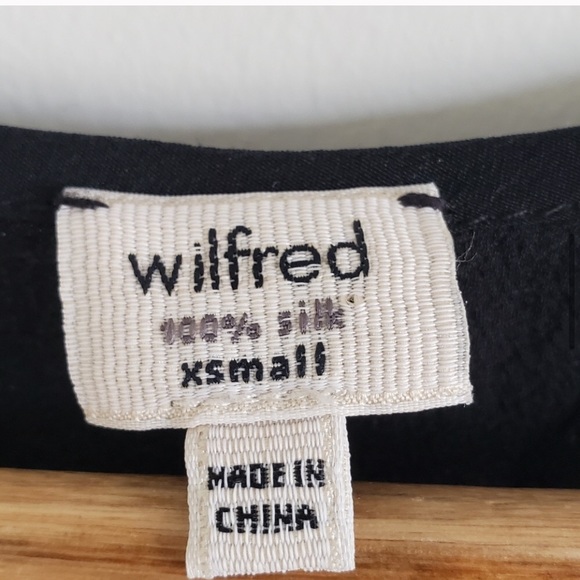 wilfred
100% silk
xsmall
MADE IN
CHINA